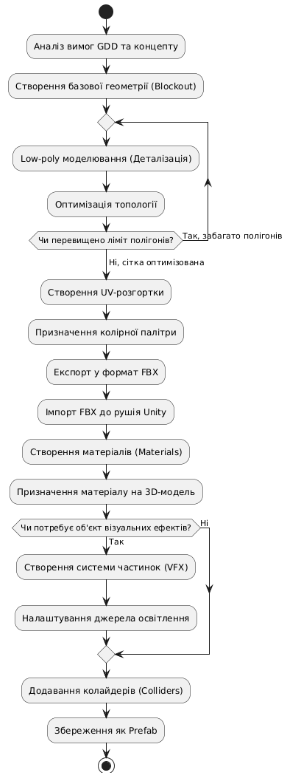 Аналіз вимог GDD та концепту
Створення базової геометрії (Blockout)
Low-poly моделювання (Деталізація)
Оптимізація топології
Чи перевищено ліміт полігонів?
Так, забагато полігонів
Ні, сітка оптимізована
Створення UV-розгортки
Призначення колірної палітри
Експорт у формат FBX
Імпорт FBX до рушія Unity
Створення матеріалів (Materials)
Призначення матеріалу на 3D-модель
Чи потребує об'єкт візуальних ефектів?
Ні
Так
Створення системи частинок (VFX)
Налаштування джерела освітлення
Додавання колайдерів (Colliders)
Збереження як Prefab